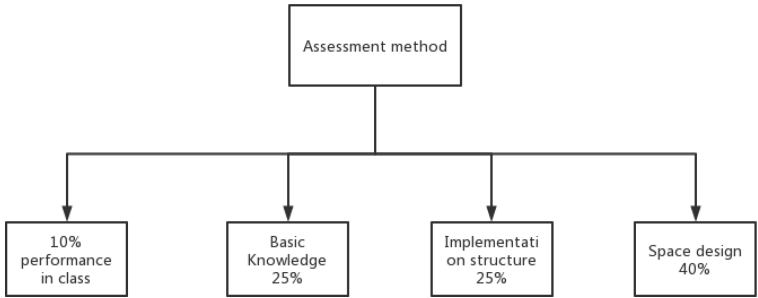 Assessment method
10%
performance
in class
Basic
Knowledge
25%
Implementati
on structure
25%
Space design
40%